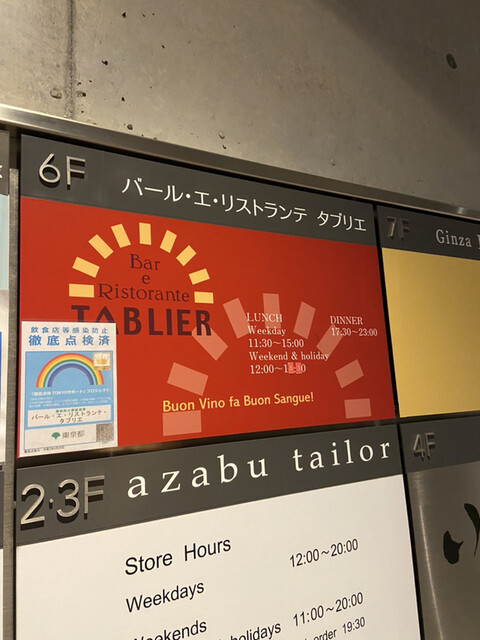 6F
バール・エ・リストランテ タブリエ
Bar
e
Ristorante
TABLIER
LUNCH
Weekday
11:30～15:00
Weekend & holiday
12:00～
DINNER
17:30～23:00
Buon Vino fa Buon Sangue!
飲食店等感染防止
徹底点検済
バール・エ・リストランテ・
タブリエ
東京都
7F
Ginza
2・3F
azabu tailor
Store Hours
Weekdays
12:00～20:00
Weekends
holidays
11:00～20:00
order 19:30
4F